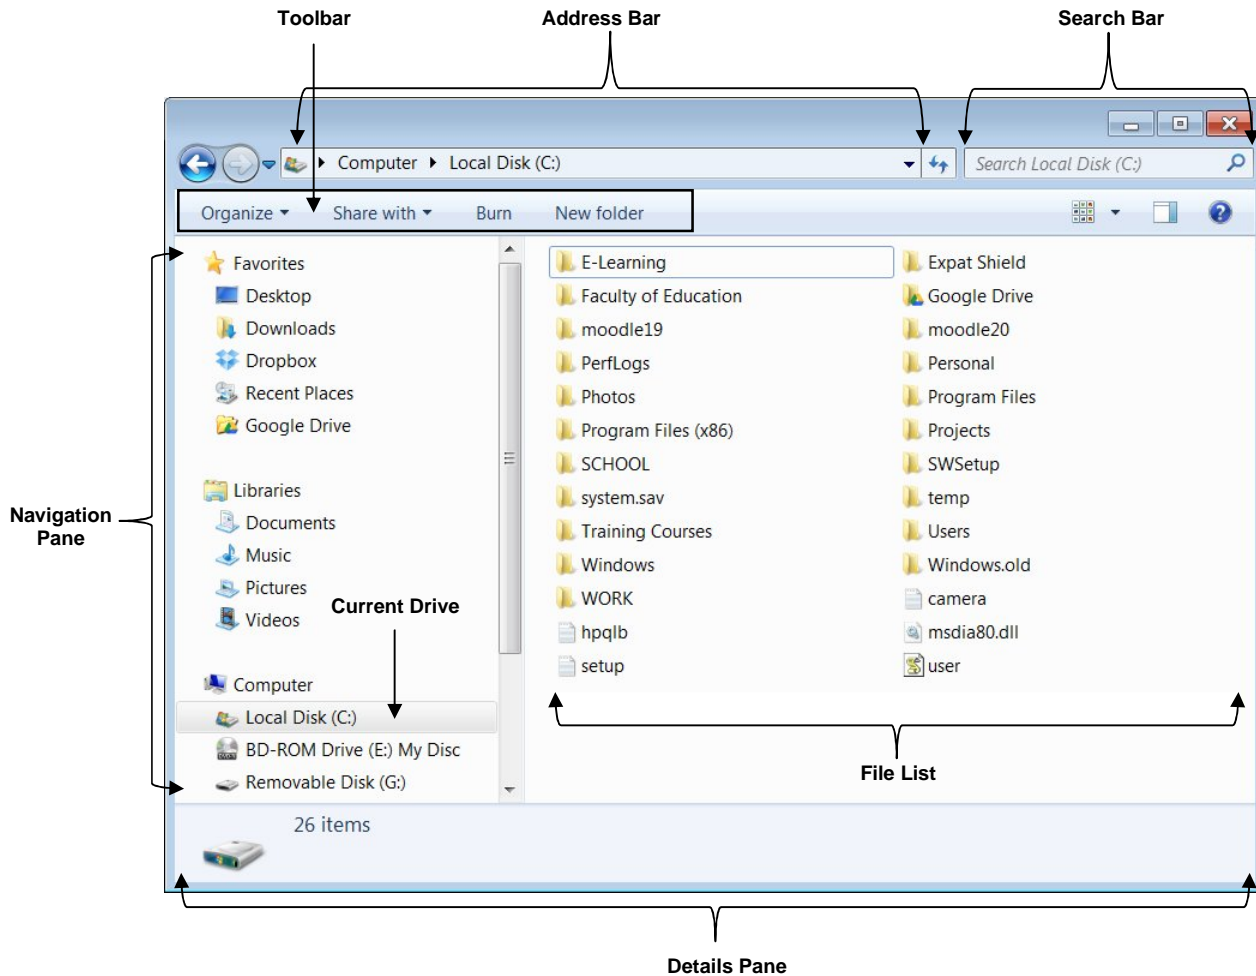 Toolbar
Address Bar
Search Bar
Computer
Local Disk (C:)
Search Local Disk (C:)
Organize
Share with
Burn
New folder
Favorites
Desktop
Downloads
Dropbox
Recent Places
Google Drive
Libraries
Documents
Music
Pictures
Videos
Computer
Local Disk (C:)
BD-ROM Drive (E:) My Disc
Removable Disk (G:)
Navigation
Pane
Current Drive
E-Learning
Faculty of Education
moodle19
PerfLogs
Photos
Program Files (x86)
SCHOOL
system.sav
Training Courses
Windows
WORK
hpqlb
setup
Expat Shield
Google Drive
moodle20
Personal
Program Files
Projects
SWSetup
temp
Users
Windows.old
camera
msdia80.dll
user
File List
26 items
Details Pane